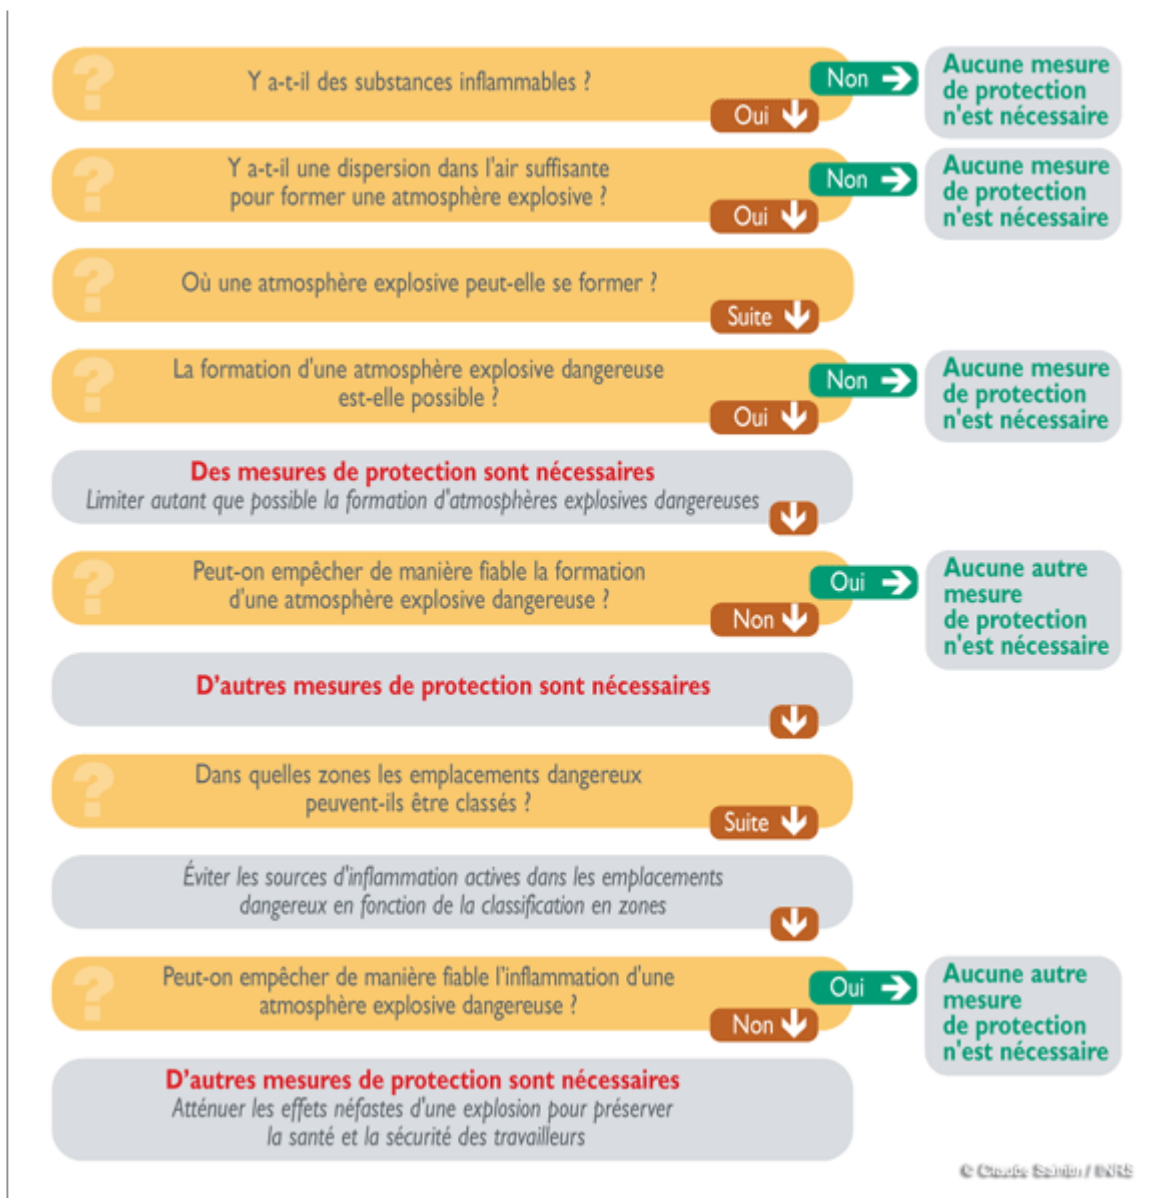 ?
Y a-t-il des substances inflammables ?
Non
Oui
Aucune mesure
de protection
n'est nécessaire
?
Y a-t-il une dispersion dans l'air suffisante
pour former une atmosphère explosive ?
Non
Oui
Aucune mesure
de protection
n'est nécessaire
?
Où une atmosphère explosive peut-elle se former ?
Suite
?
La formation d'une atmosphère explosive dangereuse
est-elle possible ?
Non
Oui
Aucune mesure
de protection
n'est nécessaire
Des mesures de protection sont nécessaires
Limiter autant que possible la formation d'atmosphères explosives dangereuses
?
Peut-on empêcher de manière fiable la formation
d'une atmosphère explosive dangereuse ?
Oui
Non
Aucune autre
mesure
de protection
n'est nécessaire
D'autres mesures de protection sont nécessaires
?
Dans quelles zones les emplacements dangereux
peuvent-ils être classés ?
Suite
Éviter les sources d'inflammation actives dans les emplacements
dangereux en fonction de la classification en zones
?
Peut-on empêcher de manière fiable l'inflammation d'une
atmosphère explosive dangereuse ?
Oui
Non
Aucune autre
mesure
de protection
n'est nécessaire
D'autres mesures de protection sont nécessaires
Atténuer les effets néfastes d'une explosion pour préserver
la santé et la sécurité des travailleurs
© / INRS